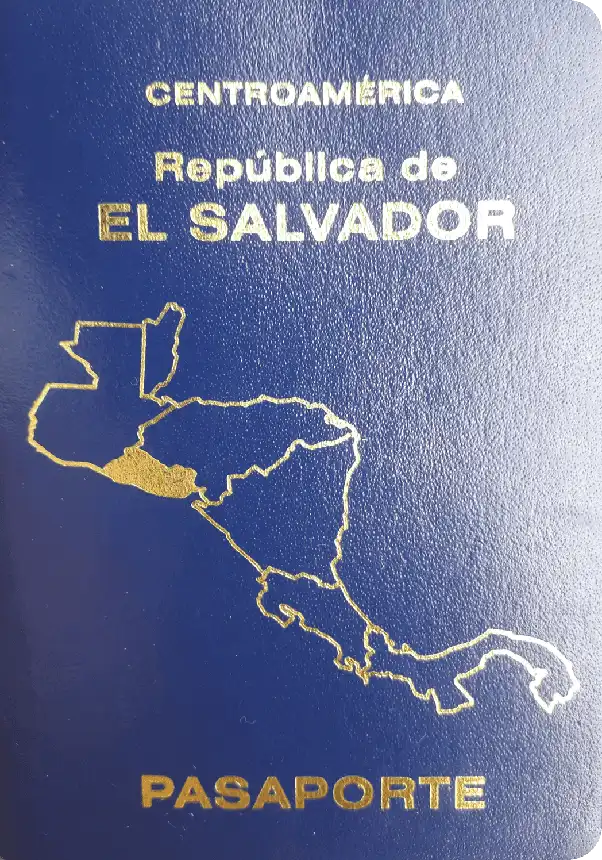 CENTROAMÉRICA
República de
EL SALVADOR
PASAPORTE